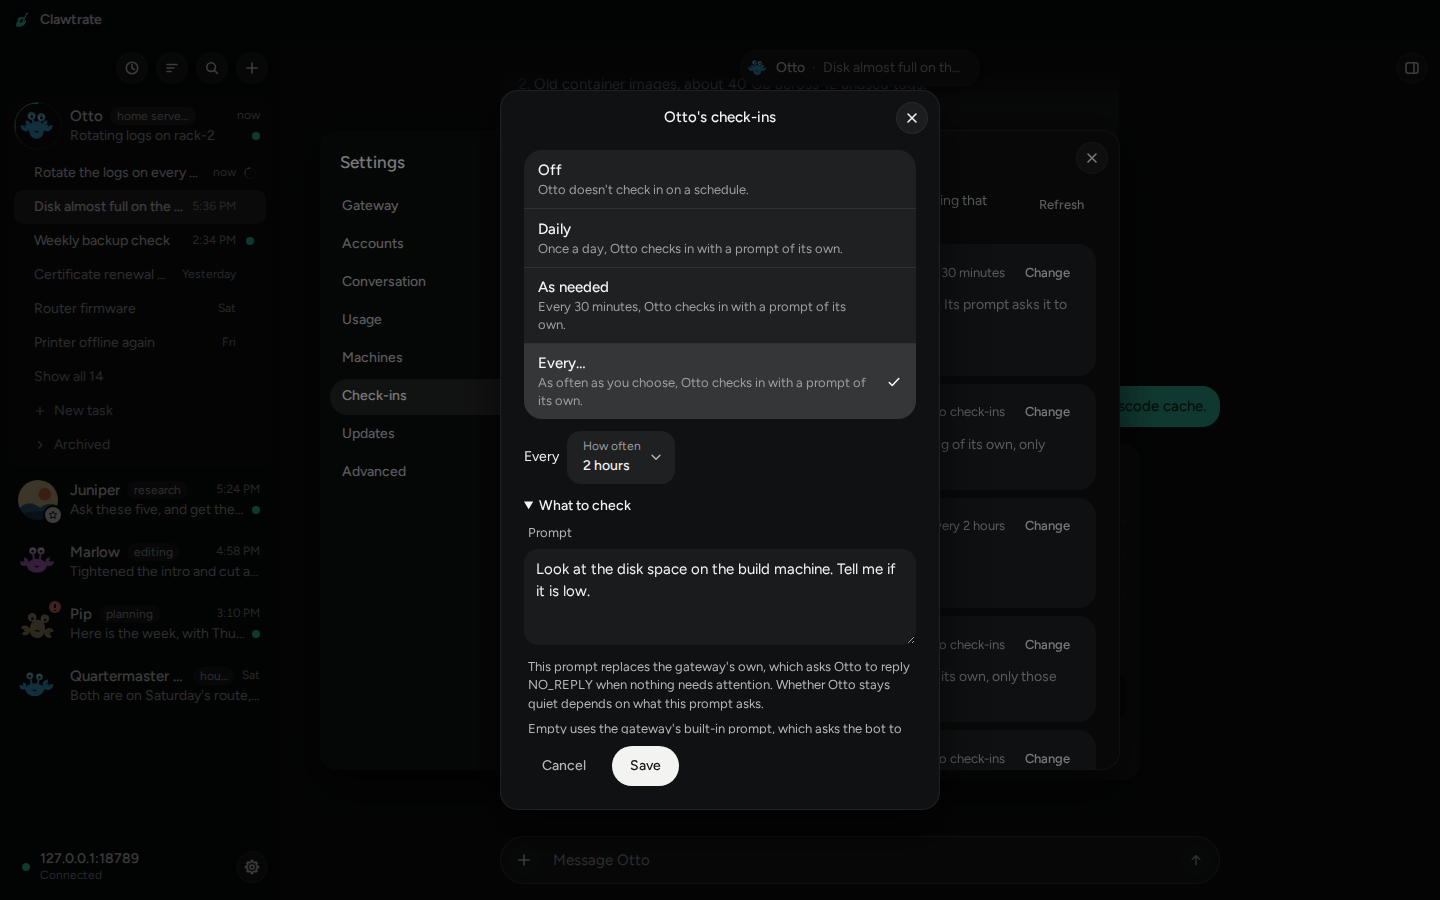 Clawtrate
Otto home serve... now
Rotating logs on rack-2
Rotate the logs on every ... now
Disk almost full on the ... 5:36 PM
Weekly backup check 2:34 PM
Certificate renewal ... Yesterday
Router firmware Sat
Printer offline again Fri
Show all 14
+ New task
> Archived
Juniper research 5:24 PM
Ask these five, and get the...
Marlow editing 4:58 PM
Tightened the intro and cut a...
Pip planning 3:10 PM
Here is the week, with Thu...
Quartermaster ... hou... Sat
Both are on Saturday's route,...
127.0.0.1:18789
Connected
Otto · Disk almost full on th...
2. Old container images, about 40 GB across 12 unused tags.
Settings
Gateway
Accounts
Conversation
Usage
Machines
Check-ins
Updates
Advanced
Otto's check-ins
Off
Otto doesn't check in on a schedule.
Daily
Once a day, Otto checks in with a prompt of its own.
As needed
Every 30 minutes, Otto checks in with a prompt of its
own.
Every...
As often as you choose, Otto checks in with a prompt of
its own.
Every
How often
2 hours
▼ What to check
Prompt
Look at the disk space on the build machine. Tell me if
it is low.
This prompt replaces the gateway's own, which asks Otto to reply
NO_REPLY when nothing needs attention. Whether Otto stays
quiet depends on what this prompt asks.
Empty uses the gateway's built-in prompt, which asks the bot to
Cancel
Save
ing that
Refresh
30 minutes Change
Its prompt asks it to
o check-ins Change
g of its own, only
ery 2 hours Change
o check-ins Change
its own, only those
o check-ins Change
scode cache.
Message Otto